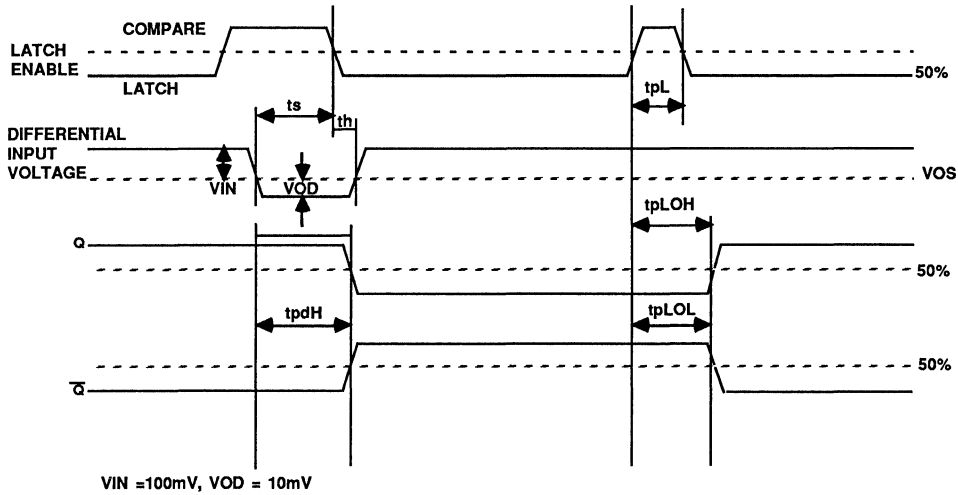 COMPARE
LATCH
ENABLE
LATCH
50%
tpL
ts
th
DIFFERENTIAL
INPUT
VOLTAGE
VIN
VOD
VOS
tpLOH
Q
50%
tpdH
tpLOL
50%
Q̅
VIN =100mV, VOD = 10mV